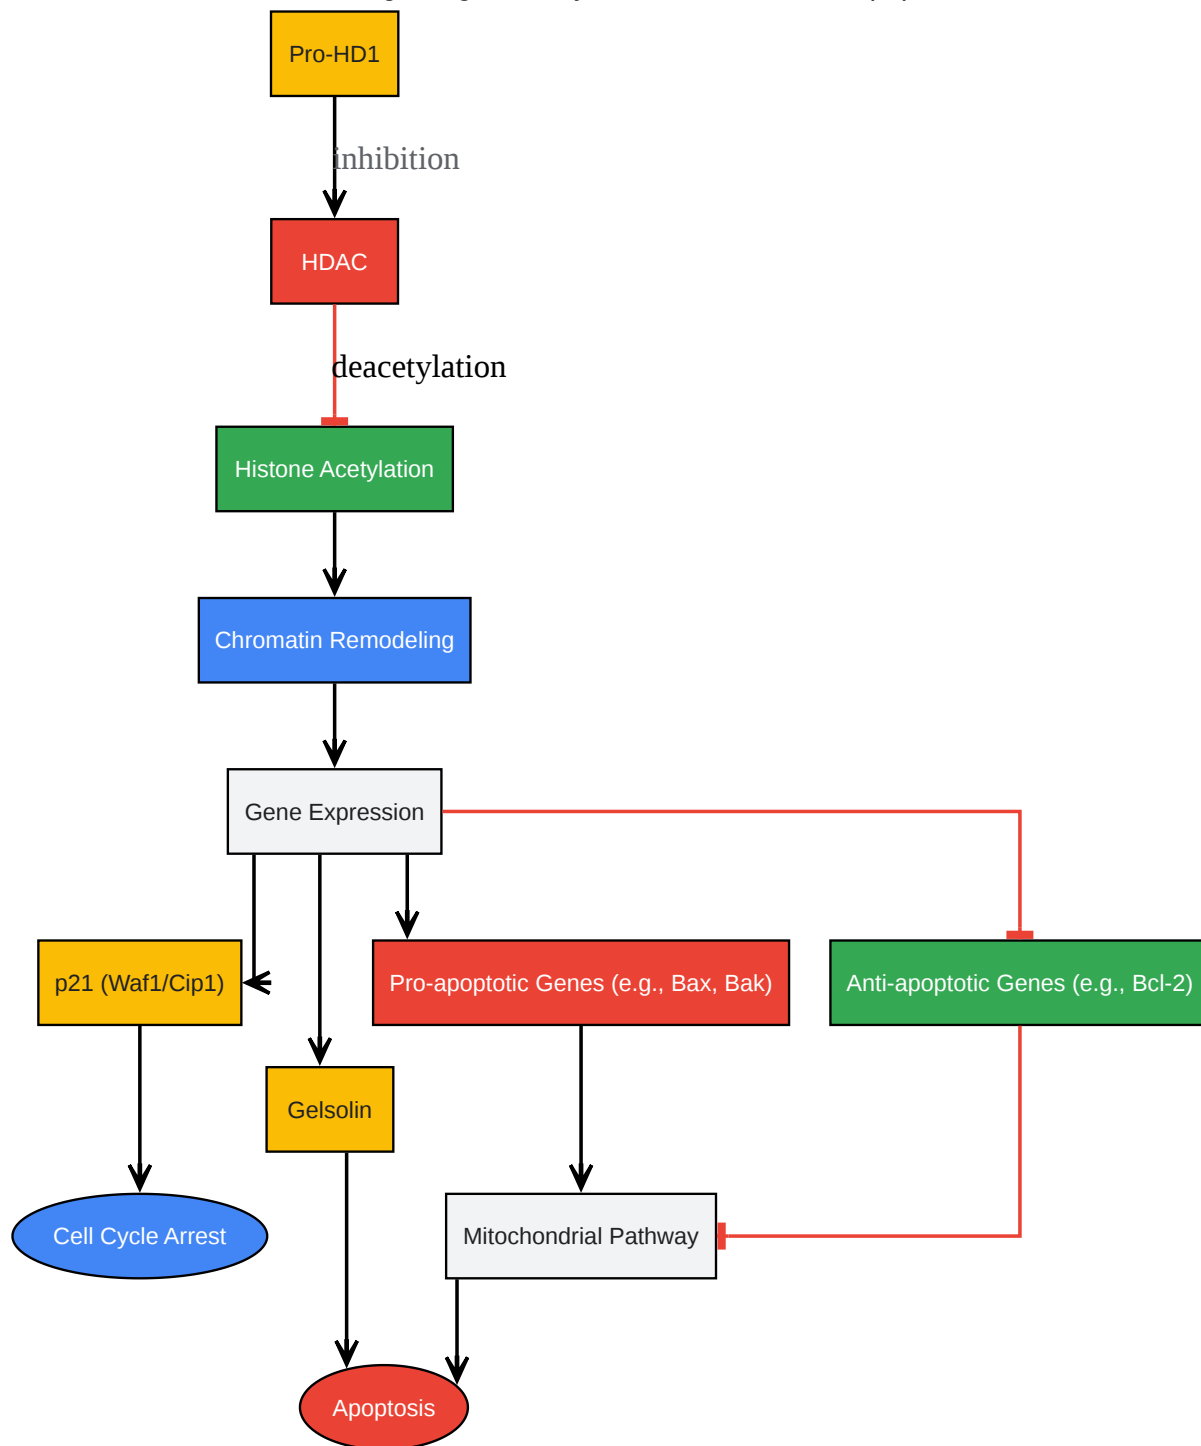 Pro-HD1
inhibition
HDAC
deacetylation
Histone Acetylation
Chromatin Remodeling
Gene Expression
p21 (Waf1/Cip1)
Pro-apoptotic Genes (e.g., Bax, Bak)
Anti-apoptotic Genes (e.g., Bcl-2)
Gelsolin
Cell Cycle Arrest
Mitochondrial Pathway
Apoptosis